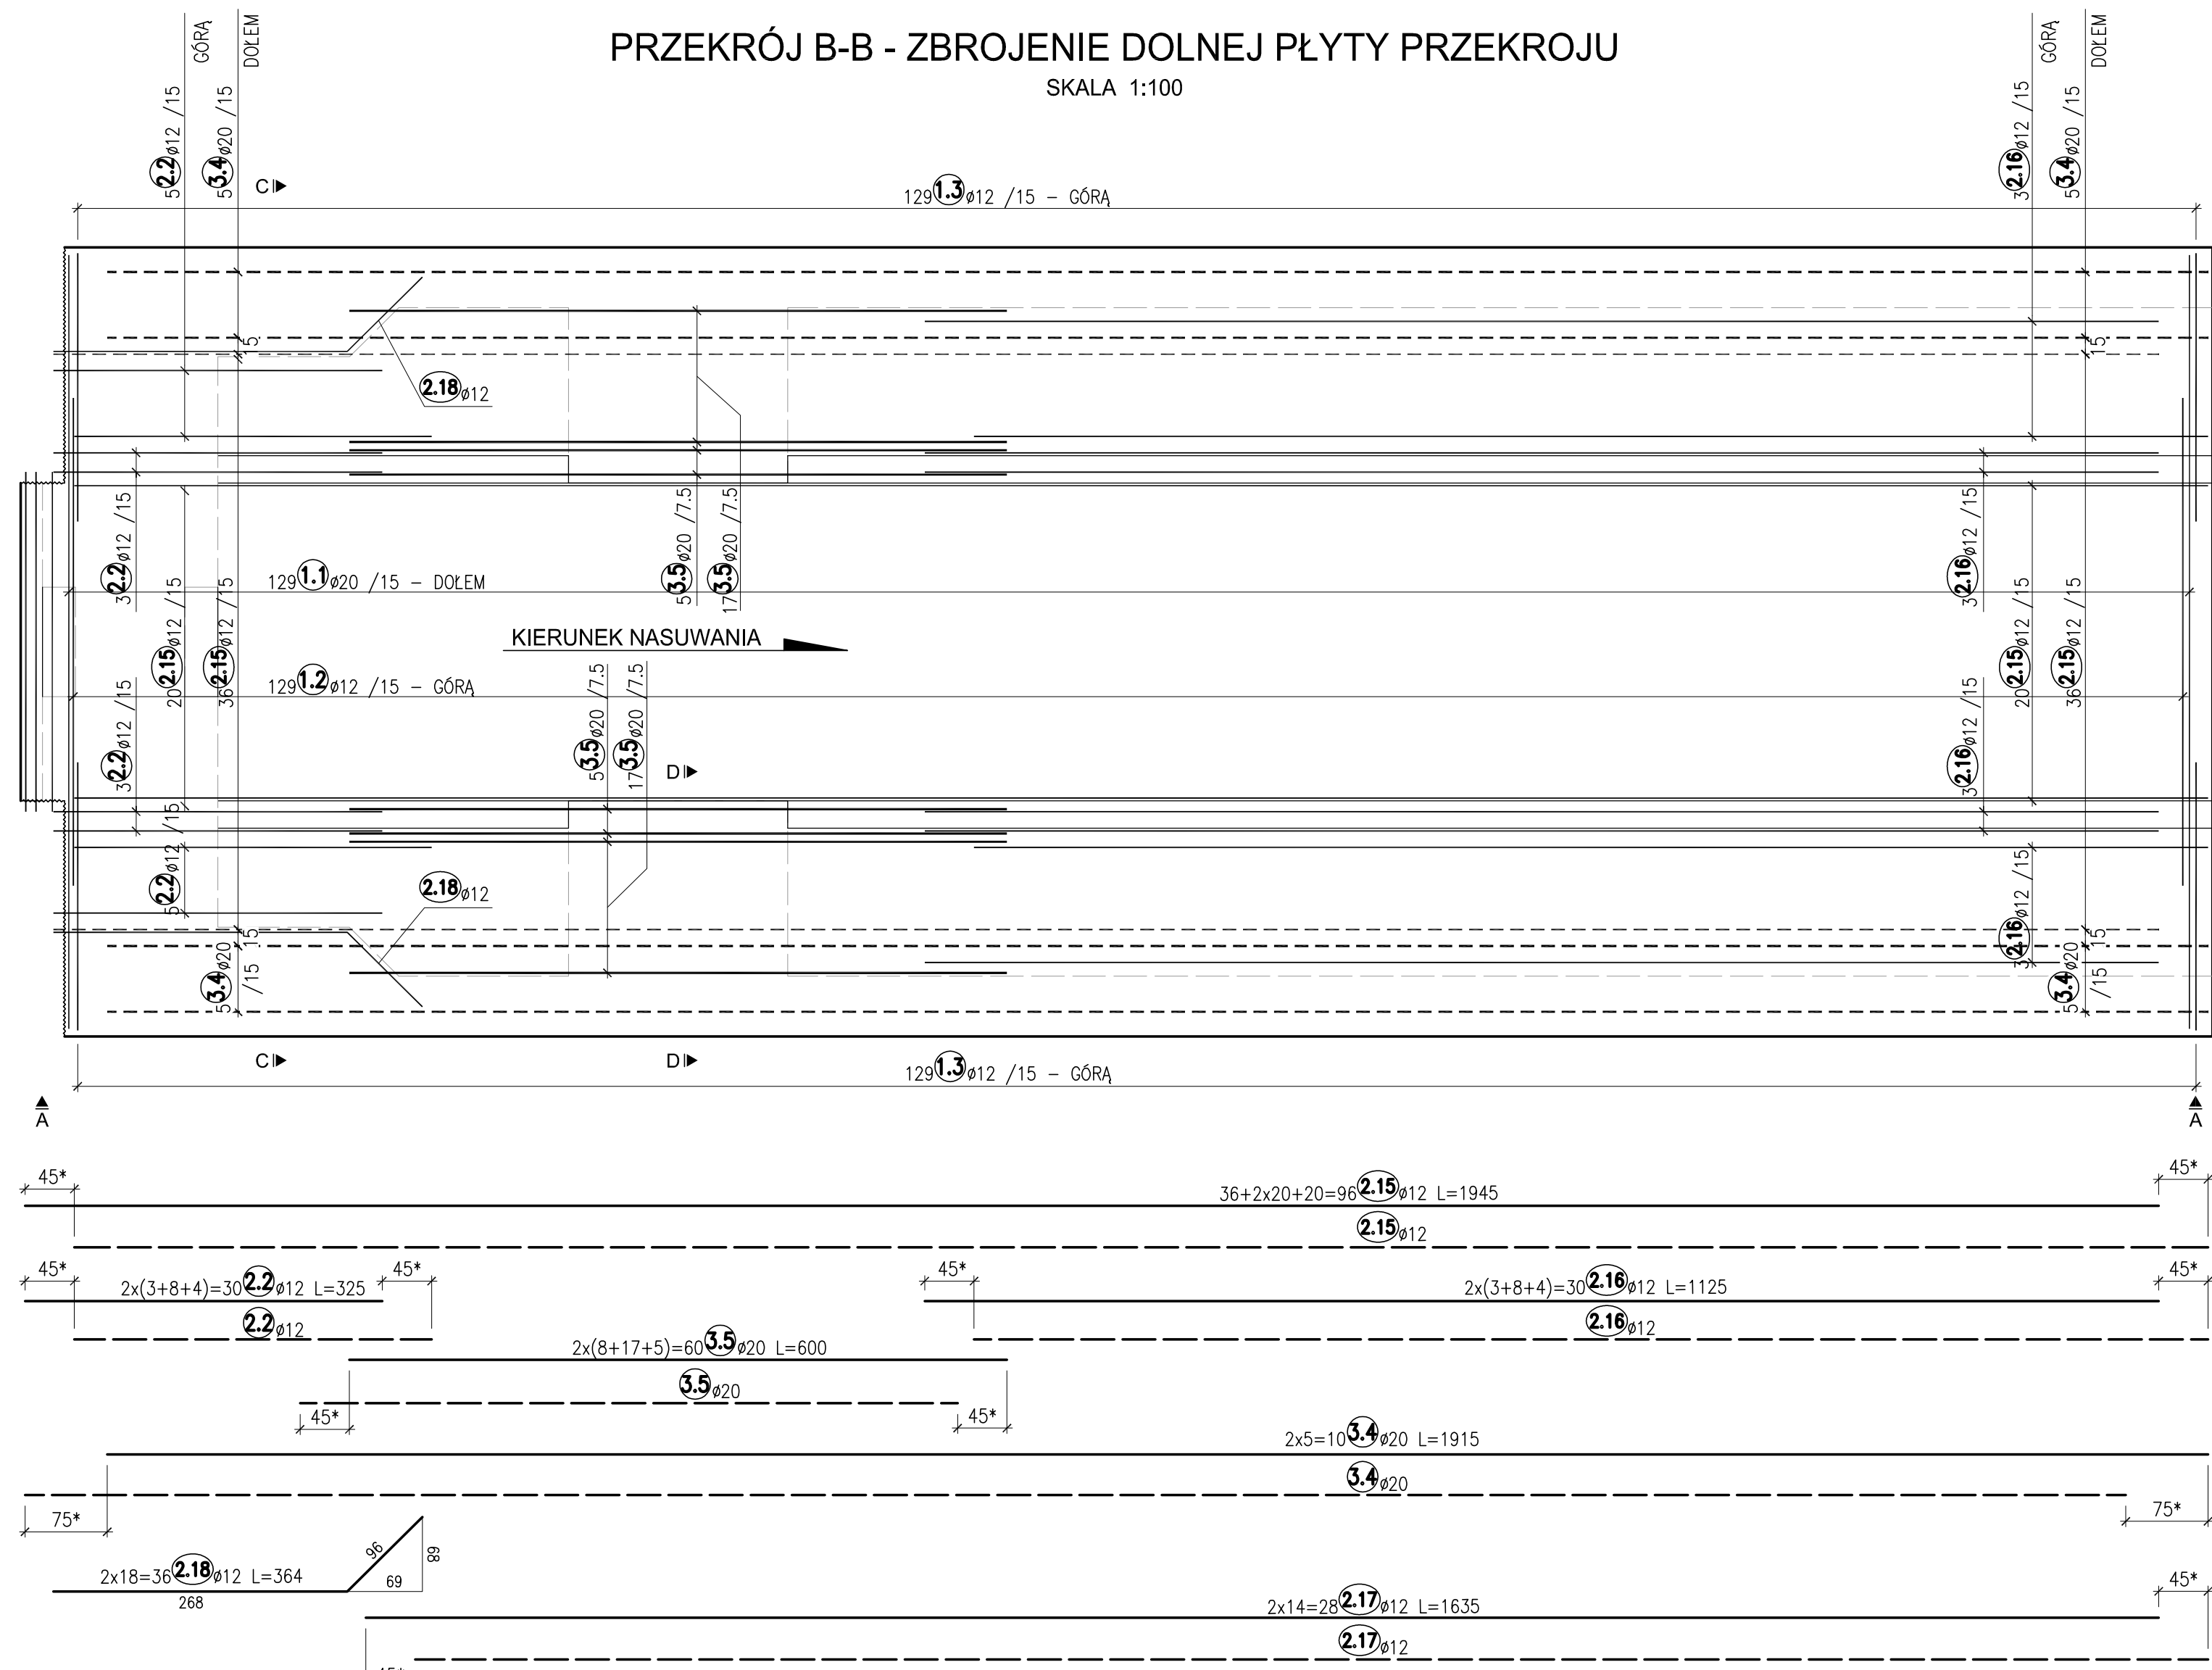 PRZEKRÓJ B-B - ZBROJENIE DOLNEJ PŁYTY PRZEKROJU
SKALA 1:100
GÓRĄ
DOŁEM
5 2.2 ø12 /15
5 3.4 ø20 /15
GÓRĄ
DOŁEM
3 2.16 ø12 /15
5 3.4 ø20 /15
C
129 1.3 ø12 /15 – GÓRĄ
15
15
2.18 ø12
3 2.2 ø12 /15
20 2.15 ø12 /15
36 2.15 ø12 /15
129 1.1 ø20 /15 – DOŁEM
5 3.5 ø20 /7.5
17 3.5 ø20 /7.5
3 2.16 ø12 /15
20 2.15 ø12 /15
36 2.15 ø12 /15
KIERUNEK NASUWANIA
129 1.2 ø12 /15 – GÓRĄ
3 2.2 ø12 /15
5 3.5 ø20 /7.5
17 3.5 ø20 /7.5
D
3 2.16 ø12 /15
5 2.2 ø12 /15
2.18 ø12
3 2.16 ø12 /15
15
5 3.4 ø20
/15
15
5 3.4 ø20
/15
C
D
129 1.3 ø12 /15 – GÓRĄ
A
A
45*
36+2x20+20=96 2.15 ø12 L=1945
45*
2.15 ø12
45*
2x(3+8+4)=30 2.2 ø12 L=325
45*
45*
2x(3+8+4)=30 2.16 ø12 L=1125
45*
2.2 ø12
2.16 ø12
2x(8+17+5)=60 3.5 ø20 L=600
3.5 ø20
45*
45*
2x5=10 3.4 ø20 L=1915
3.4 ø20
75*
75*
2x18=36 2.18 ø12 L=364
96
68
69
268
45*
2x14=28 2.17 ø12 L=1635
2.17 ø12